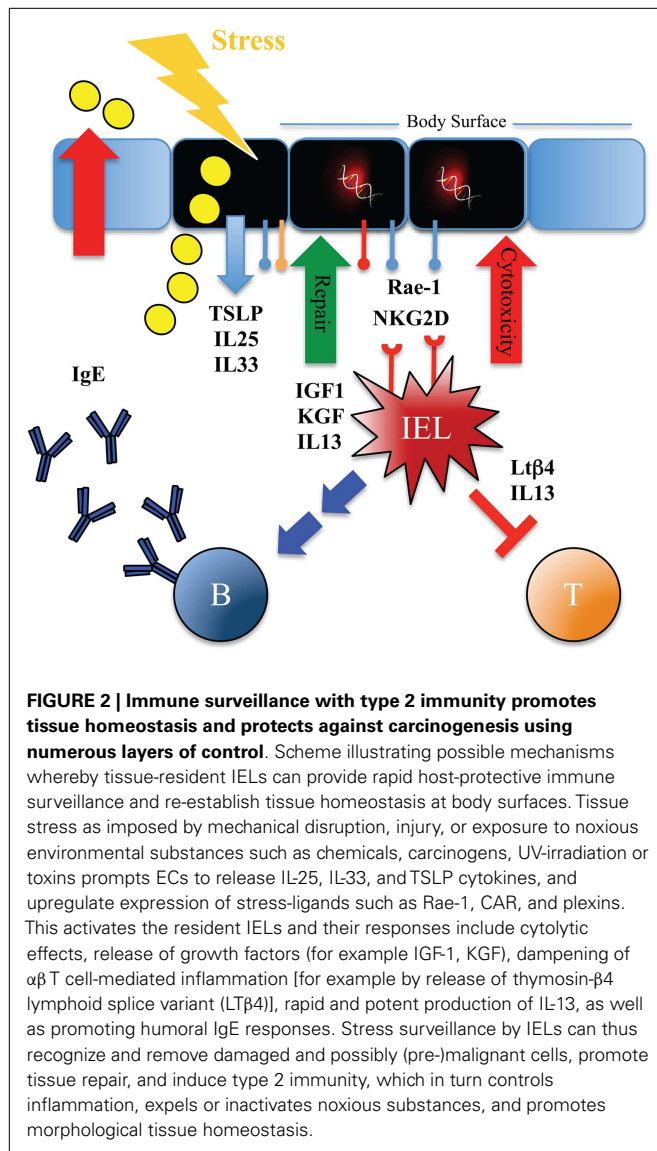 Stress
Body Surface
Repair
Cytotoxicity
Rae-1
NKG2D
TSLP
IL25
IL33
IgE
IGF1
KGF
IL13
IEL
Ltβ4
IL13
B
T
FIGURE 2 | Immune surveillance with type 2 immunity promotes
tissue homeostasis and protects against carcinogenesis using
numerous layers of control. Scheme illustrating possible mechanisms
whereby tissue-resident IELs can provide rapid host-protective immune
surveillance and re-establish tissue homeostasis at body surfaces. Tissue
stress as imposed by mechanical disruption, injury, or exposure to noxious
environmental substances such as chemicals, carcinogens, UV-irradiation or
toxins prompts ECs to release IL-25, IL-33, and TSLP cytokines, and
upregulate expression of stress-ligands such as Rae-1, CAR, and plexins.
This activates the resident IELs and their responses include cytolytic
effects, release of growth factors (for example IGF-1, KGF), dampening of
αβ T cell-mediated inflammation [for example by release of thymosin-β4
lymphoid splice variant (LTβ4)], rapid and potent production of IL-13, as well
as promoting humoral IgE responses. Stress surveillance by IELs can thus
recognize and remove damaged and possibly (pre-)malignant cells, promote
tissue repair, and induce type 2 immunity, which in turn controls
inflammation, expels or inactivates noxious substances, and promotes
morphological tissue homeostasis.